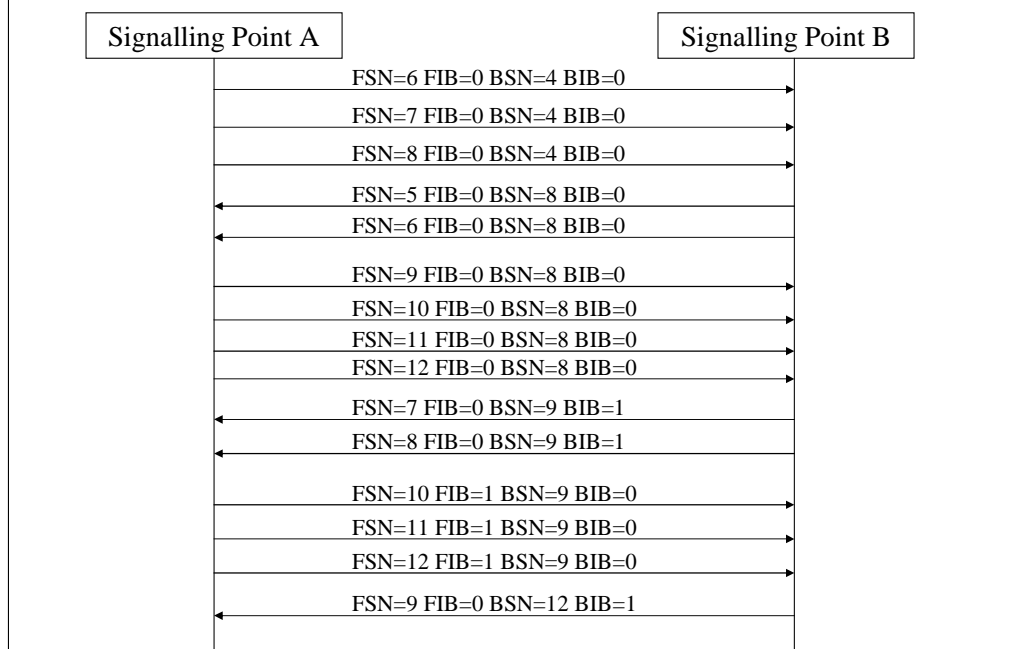 Signalling Point A
Signalling Point B
FSN=6 FIB=0 BSN=4 BIB=0
FSN=7 FIB=0 BSN=4 BIB=0
FSN=8 FIB=0 BSN=4 BIB=0
FSN=5 FIB=0 BSN=8 BIB=0
FSN=6 FIB=0 BSN=8 BIB=0
FSN=9 FIB=0 BSN=8 BIB=0
FSN=10 FIB=0 BSN=8 BIB=0
FSN=11 FIB=0 BSN=8 BIB=0
FSN=12 FIB=0 BSN=8 BIB=0
FSN=7 FIB=0 BSN=9 BIB=1
FSN=8 FIB=0 BSN=9 BIB=1
FSN=10 FIB=1 BSN=9 BIB=0
FSN=11 FIB=1 BSN=9 BIB=0
FSN=12 FIB=1 BSN=9 BIB=0
FSN=9 FIB=0 BSN=12 BIB=1